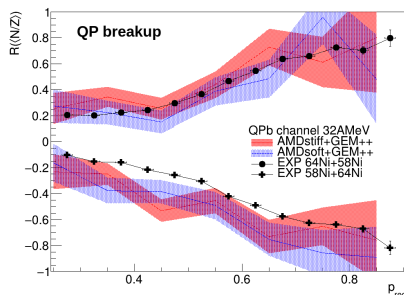 R((N/Z)
QP breakup
1
0.8
0.6
0.4
0.2
0
−0.2
−0.4
−0.6
−0.8
−1
QPb channel 32AMeV
AMDstiff+GEM++
AMDsoft+GEM++
EXP 64Ni+58Ni
EXP 58Ni+64Ni
0.4
0.6
0.8